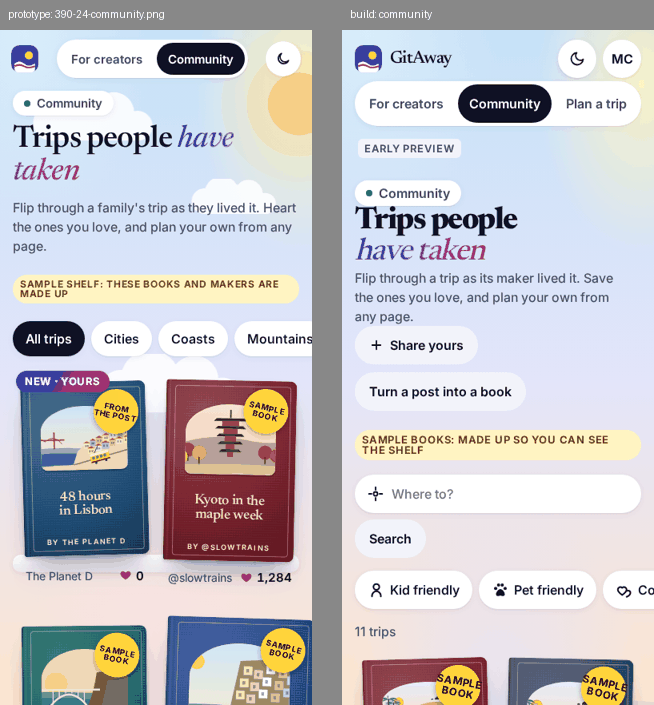 prototype: 390-24-community.png
For creators
Community
Community
Trips people have
taken
Flip through a family's trip as they lived it. Heart
the ones you love, and plan your own from any
page.
SAMPLE SHELF: THESE BOOKS AND MAKERS ARE
MADE UP
All trips
Cities
Coasts
Mountains
NEW · YOURS
FROM
THE POST
48 hours
in Lisbon
BY THE PLANET D
SAMPLE
BOOK
Kyoto in the
maple week
BY @SLOWTRAINS
The Planet D
0
@slowtrains
1,284
SAMPLE
BOOK
SAMPLE
BOOK
build: community
GitAway
MC
For creators
Community
Plan a trip
EARLY PREVIEW
Community
Trips people
have taken
Flip through a trip as its maker lived it. Save
the ones you love, and plan your own from
any page.
+ Share yours
Turn a post into a book
SAMPLE BOOKS: MADE UP SO YOU CAN SEE
THE SHELF
Where to?
Search
Kid friendly
Pet friendly
Co
11 trips
SAMPLE
BOOK
SAMPLE
BOOK